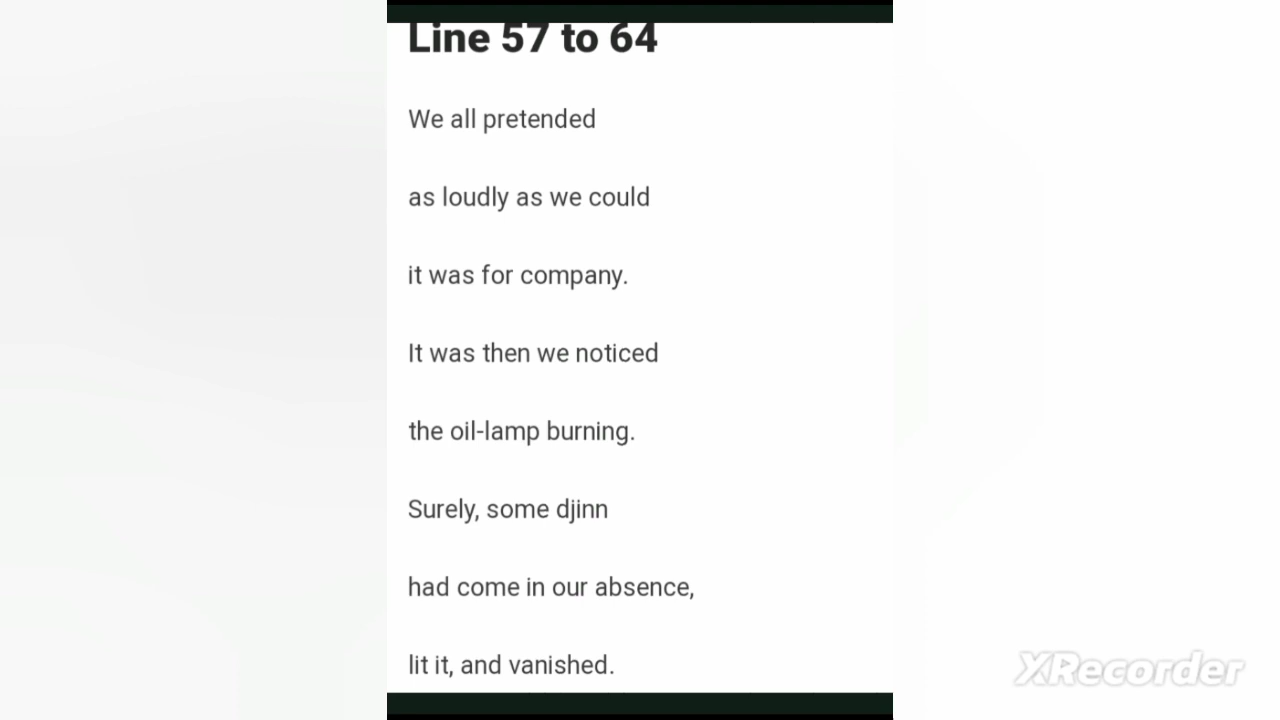 Line 57 to 64
We all pretended
as loudly as we could
it was for company.
It was then we noticed
the oil-lamp burning.
Surely, some djinn
had come in our absence,
lit it, and vanished.
XRecorder